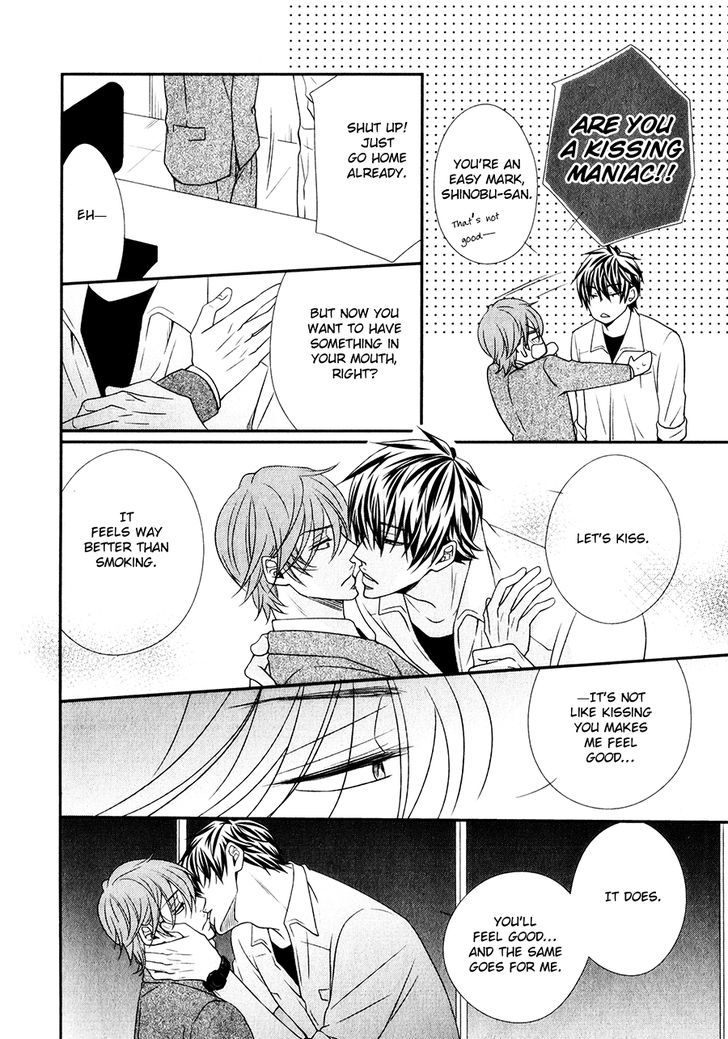 ARE YOU
A KISSING
MANIAC!!
YOU'RE AN
EASY MARK,
SHINOBU-SAN.
That's not
good—
SHUT UP!
JUST
GO HOME
ALREADY.
EH—
BUT NOW YOU
WANT TO HAVE
SOMETHING IN
YOUR MOUTH,
RIGHT?
LET'S KISS.
IT
FEELS WAY
BETTER THAN
SMOKING.
—IT'S NOT
LIKE KISSING
YOU MAKES
ME FEEL
GOOD...
IT DOES.
YOU'LL
FEEL GOOD...
AND THE SAME
GOES FOR ME.